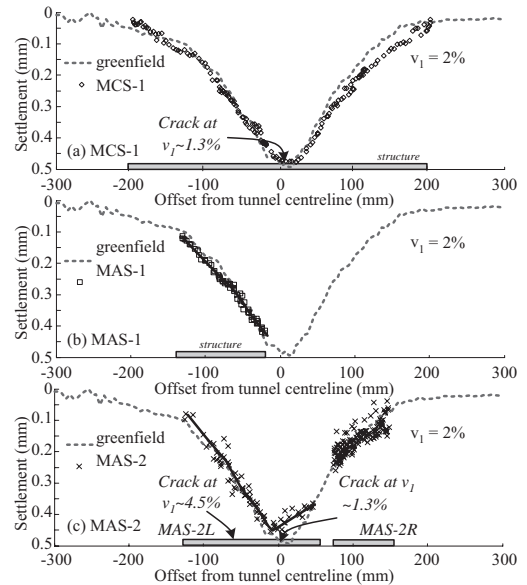 0
0.1
0.2
0.3
0.4
0.5
Settlement (mm)
greenfield
MCS-1
v1 = 2%
Crack at
v1~1.3%
(a) MCS-1
structure
-300 -200 -100 0 100 200 300
Offset from tunnel centreline (mm)
0
0.1
0.2
0.3
0.4
0.5
Settlement (mm)
greenfield
MAS-1
v1 = 2%
(b) MAS-1
structure
-300 -200 -100 0 100 200 300
Offset from tunnel centreline (mm)
0
0.1
0.2
0.3
0.4
0.5
Settlement (mm)
greenfield
MAS-2
v1 = 2%
Crack at
v1~4.5%
Crack at v1
~1.3%
(c) MAS-2
MAS-2L
MAS-2R
-300 -200 -100 0 100 200 300
Offset from tunnel centreline (mm)